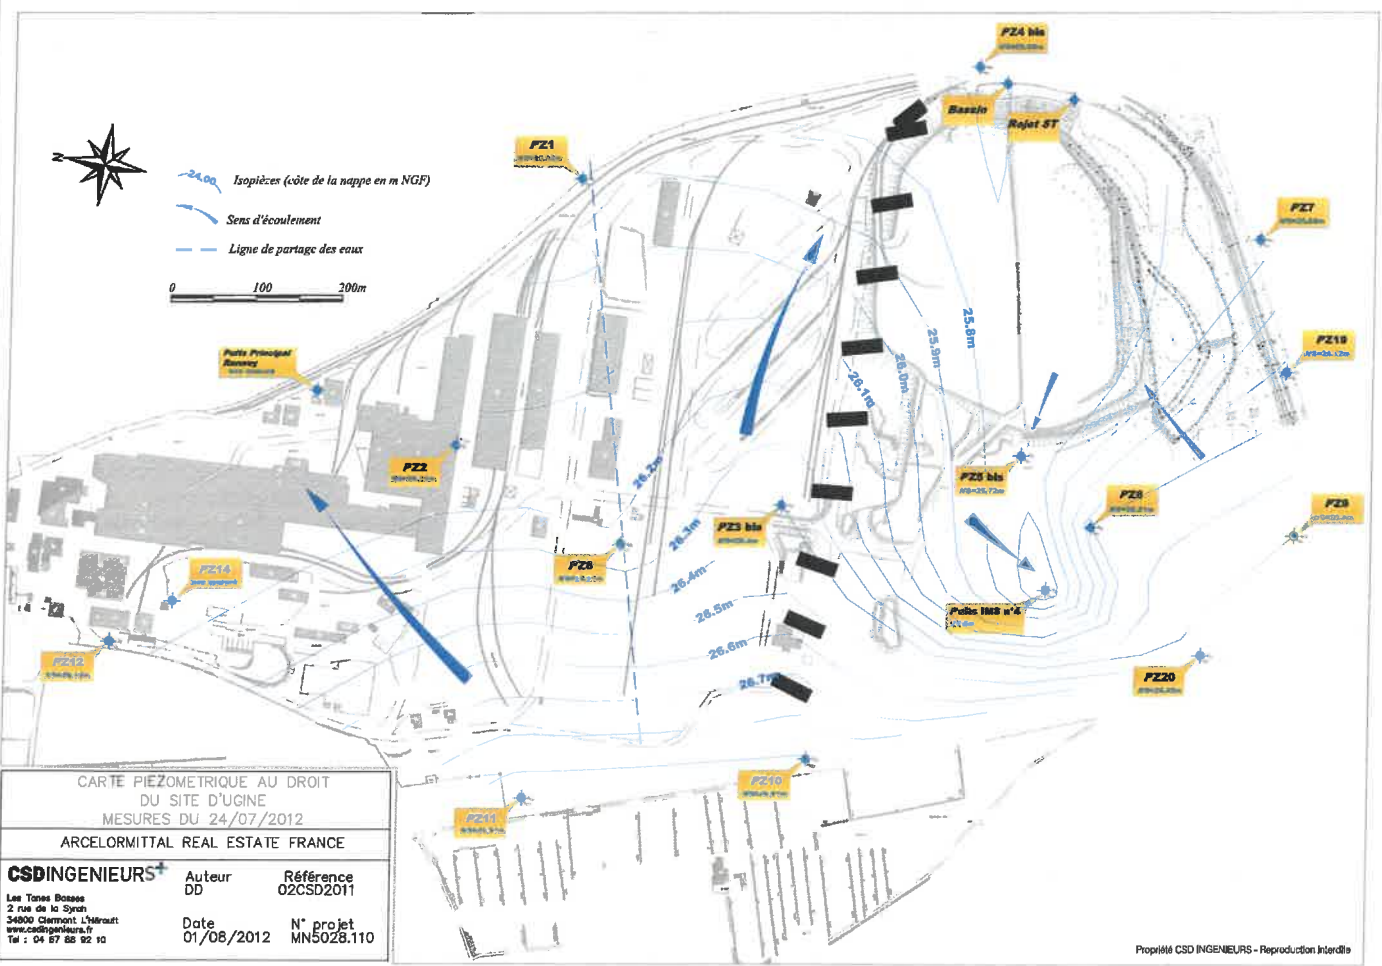 PZ4 bis
Bassin
Rejet ST
PZ1
N
24,00
Isopièzes (côte de la nappe en m NGF)
Sens d'écoulement
Ligne de partage des eaux
0 100 200m
PZ7
PZ19
Puits Principal
PZ2
25.8m
25.9m
26.0m
26.1m
26.2m
26.3m
26.4m
26.5m
26.6m
26.7m
PZ5 bis
PZ3 bis
PZ8
PZ9
PZ6
PZ14
PZ12
Puits IMS n°4
PZ20
PZ10
PZ11
CARTE PIEZOMETRIQUE AU DROIT
DU SITE D'UGINE
MESURES DU 24/07/2012
ARCELORMITTAL REAL ESTATE FRANCE
CSDINGENIEURS+
Auteur
DD
Référence
02CSD2011
Les Tanes Basses
2 rue de la Syrah
34800 Clermont L'Hérault
www.csdingenieurs.fr
Tel : 04 67 88 92 10
Date
01/08/2012
N° projet
MN5028.110
Propriété CSD INGENIEURS - Reproduction interdite